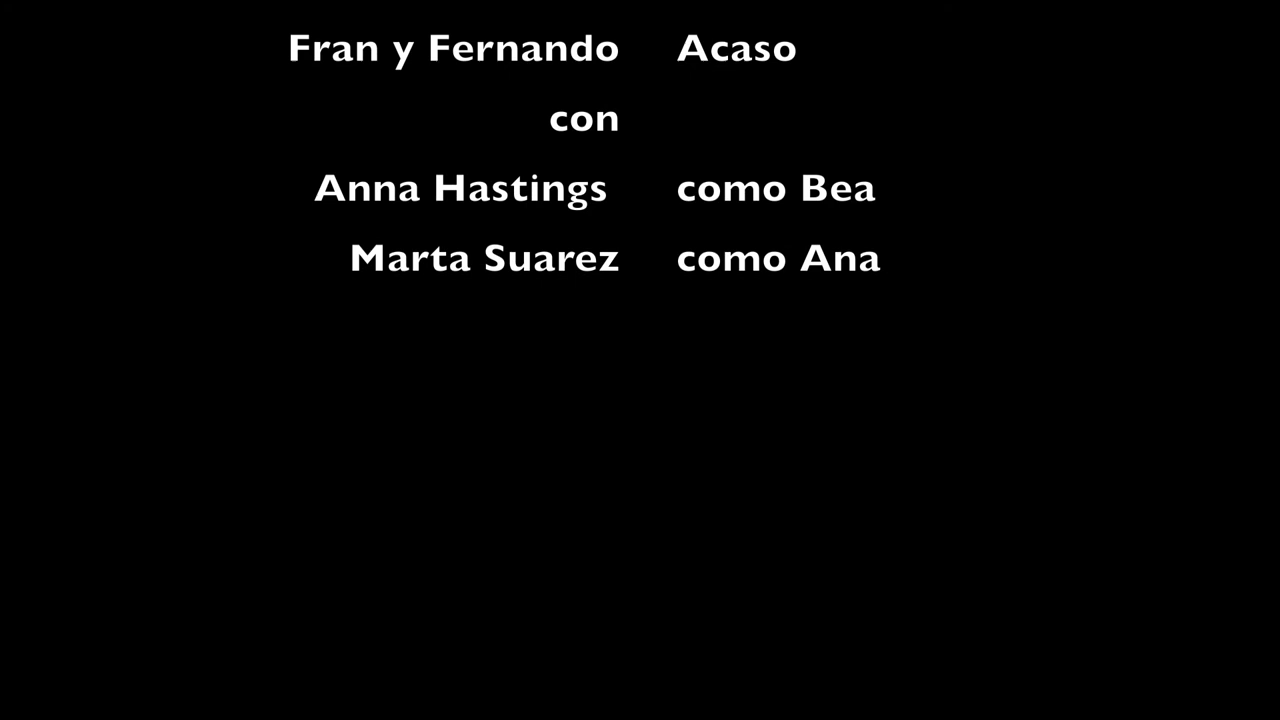 Fran y Fernando Acaso
con
Anna Hastings como Bea
Marta Suarez como Ana